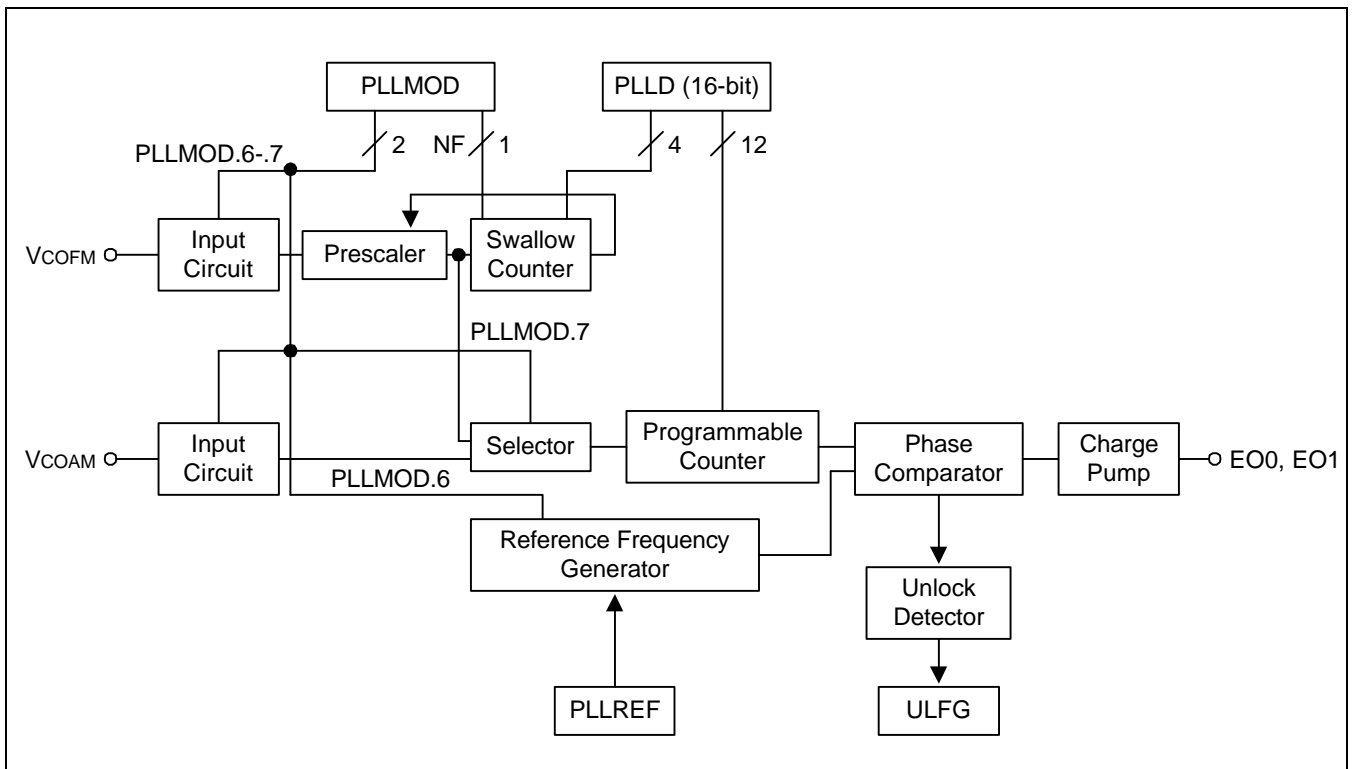 PLLMOD
PLLD (16-bit)
2
NF
1
4
12
PLLMOD.6-.7
VCOFM
Input
Circuit
Prescaler
Swallow
Counter
PLLMOD.7
VCOAM
Input
Circuit
Selector
Programmable
Counter
Phase
Comparator
Charge
Pump
EO0, EO1
PLLMOD.6
Reference Frequency
Generator
Unlock
Detector
PLLREF
ULFG